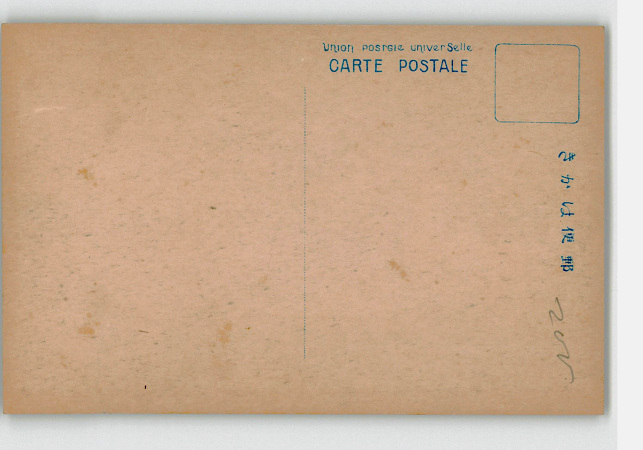 Union postale universelle
CARTE POSTALE
きかは便郵